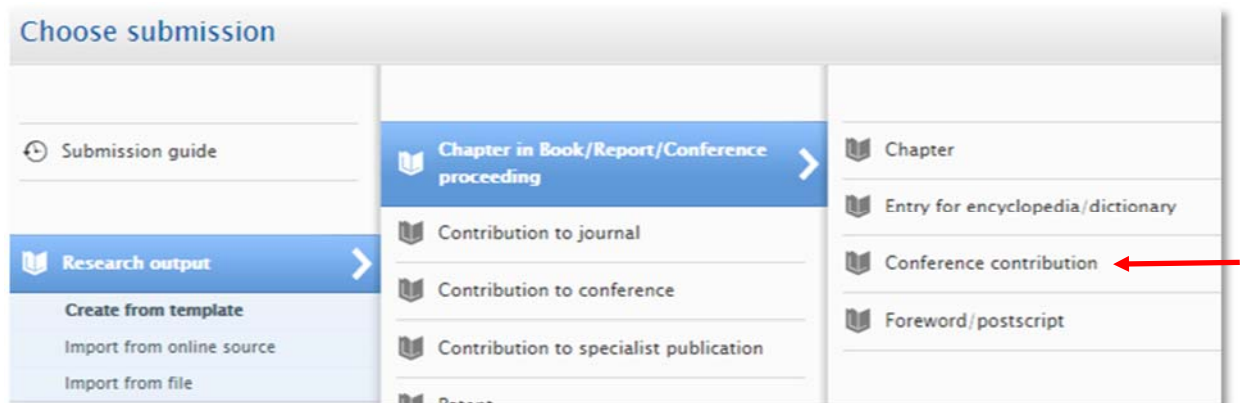 Choose submission
Submission guide
Research output
Create from template
Import from online source
Import from file
Chapter in Book/Report/Conference
proceeding
Contribution to journal
Contribution to conference
Contribution to specialist publication
Patent
Chapter
Entry for encyclopedia/dictionary
Conference contribution
Foreword/postscript